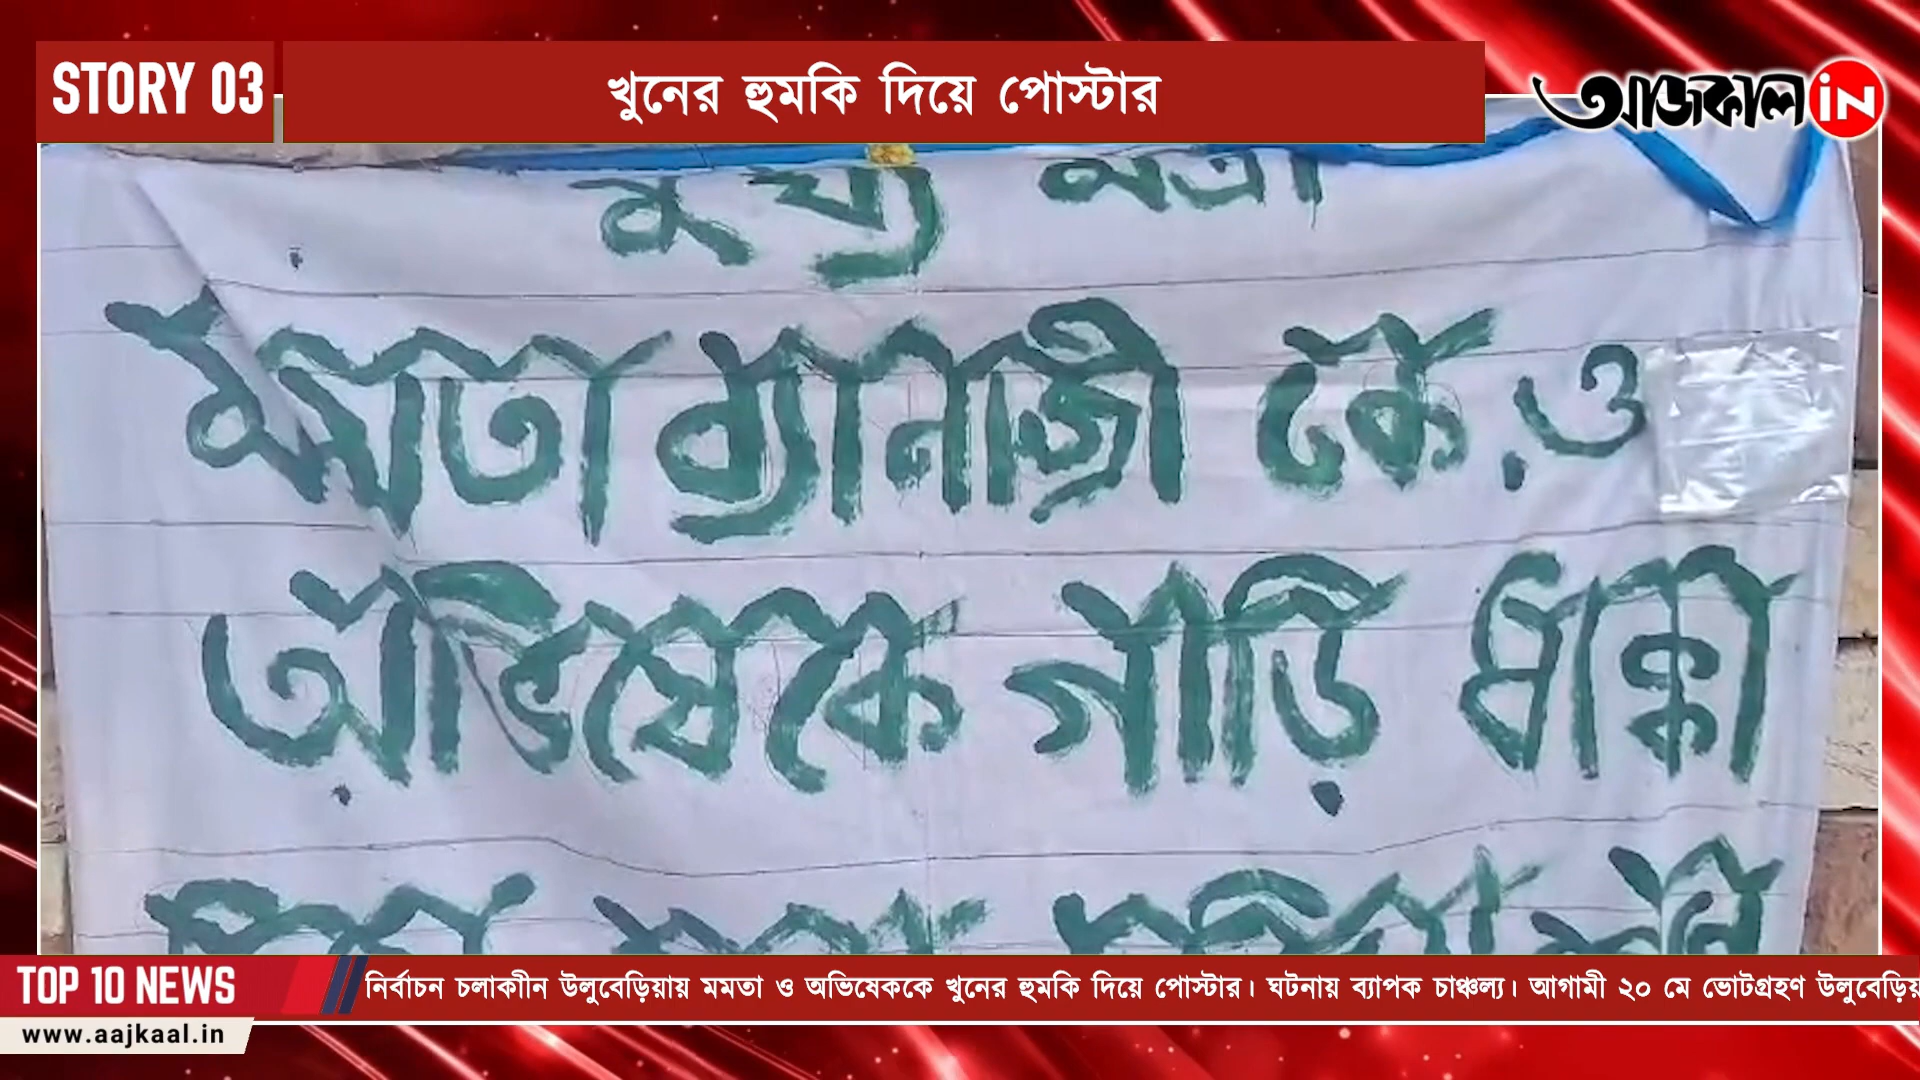 STORY 03
খুনের হুমকি দিয়ে পোস্টার
আজকাল in
মুখ্য মন্ত্রী
মমতা ব্যানার্জী কে, ও
অভিষেকে গাড়ি ধাক্কা
TOP 10 NEWS
নির্বাচন চলাকাীন উলুবেড়িয়ায় মমতা ও অভিষেককে খুনের হুমকি দিয়ে পোস্টার। ঘটনায় ব্যাপক চাঞ্চল্য। আগামী ২০ মে ভোটগ্রহণ উলুবেড়িয়
www.aajkaal.in